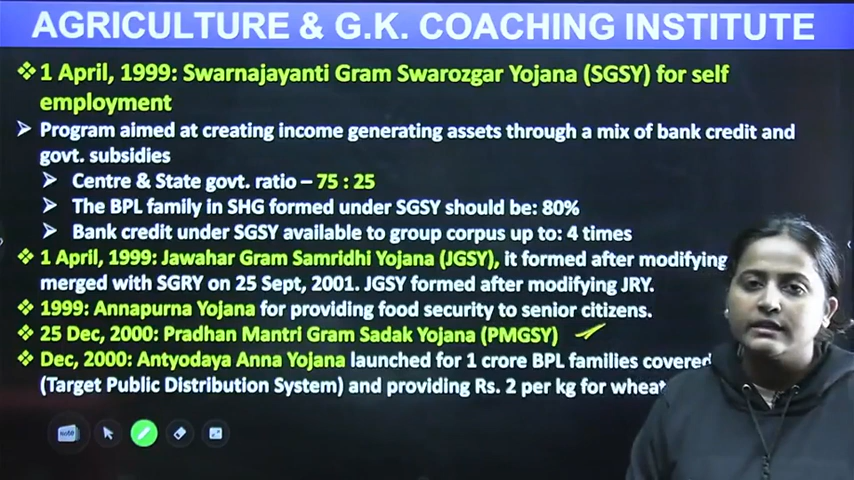 AGRICULTURE & G.K. COACHING INSTITUTE
❖ 1 April, 1999: Swarnajayanti Gram Swarozgar Yojana (SGSY) for self
employment
➢ Program aimed at creating income generating assets through a mix of bank credit and
govt. subsidies
➢ Centre & State govt. ratio – 75 : 25
➢ The BPL family in SHG formed under SGSY should be: 80%
➢ Bank credit under SGSY available to group corpus up to: 4 times
❖ 1 April, 1999: Jawahar Gram Samridhi Yojana (JGSY), it formed after modifying
merged with SGRY on 25 Sept, 2001. JGSY formed after modifying JRY.
❖ 1999: Annapurna Yojana for providing food security to senior citizens.
❖ 25 Dec, 2000: Pradhan Mantri Gram Sadak Yojana (PMGSY)
❖ Dec, 2000: Antyodaya Anna Yojana launched for 1 crore BPL families covered
(Target Public Distribution System) and providing Rs. 2 per kg for wheat